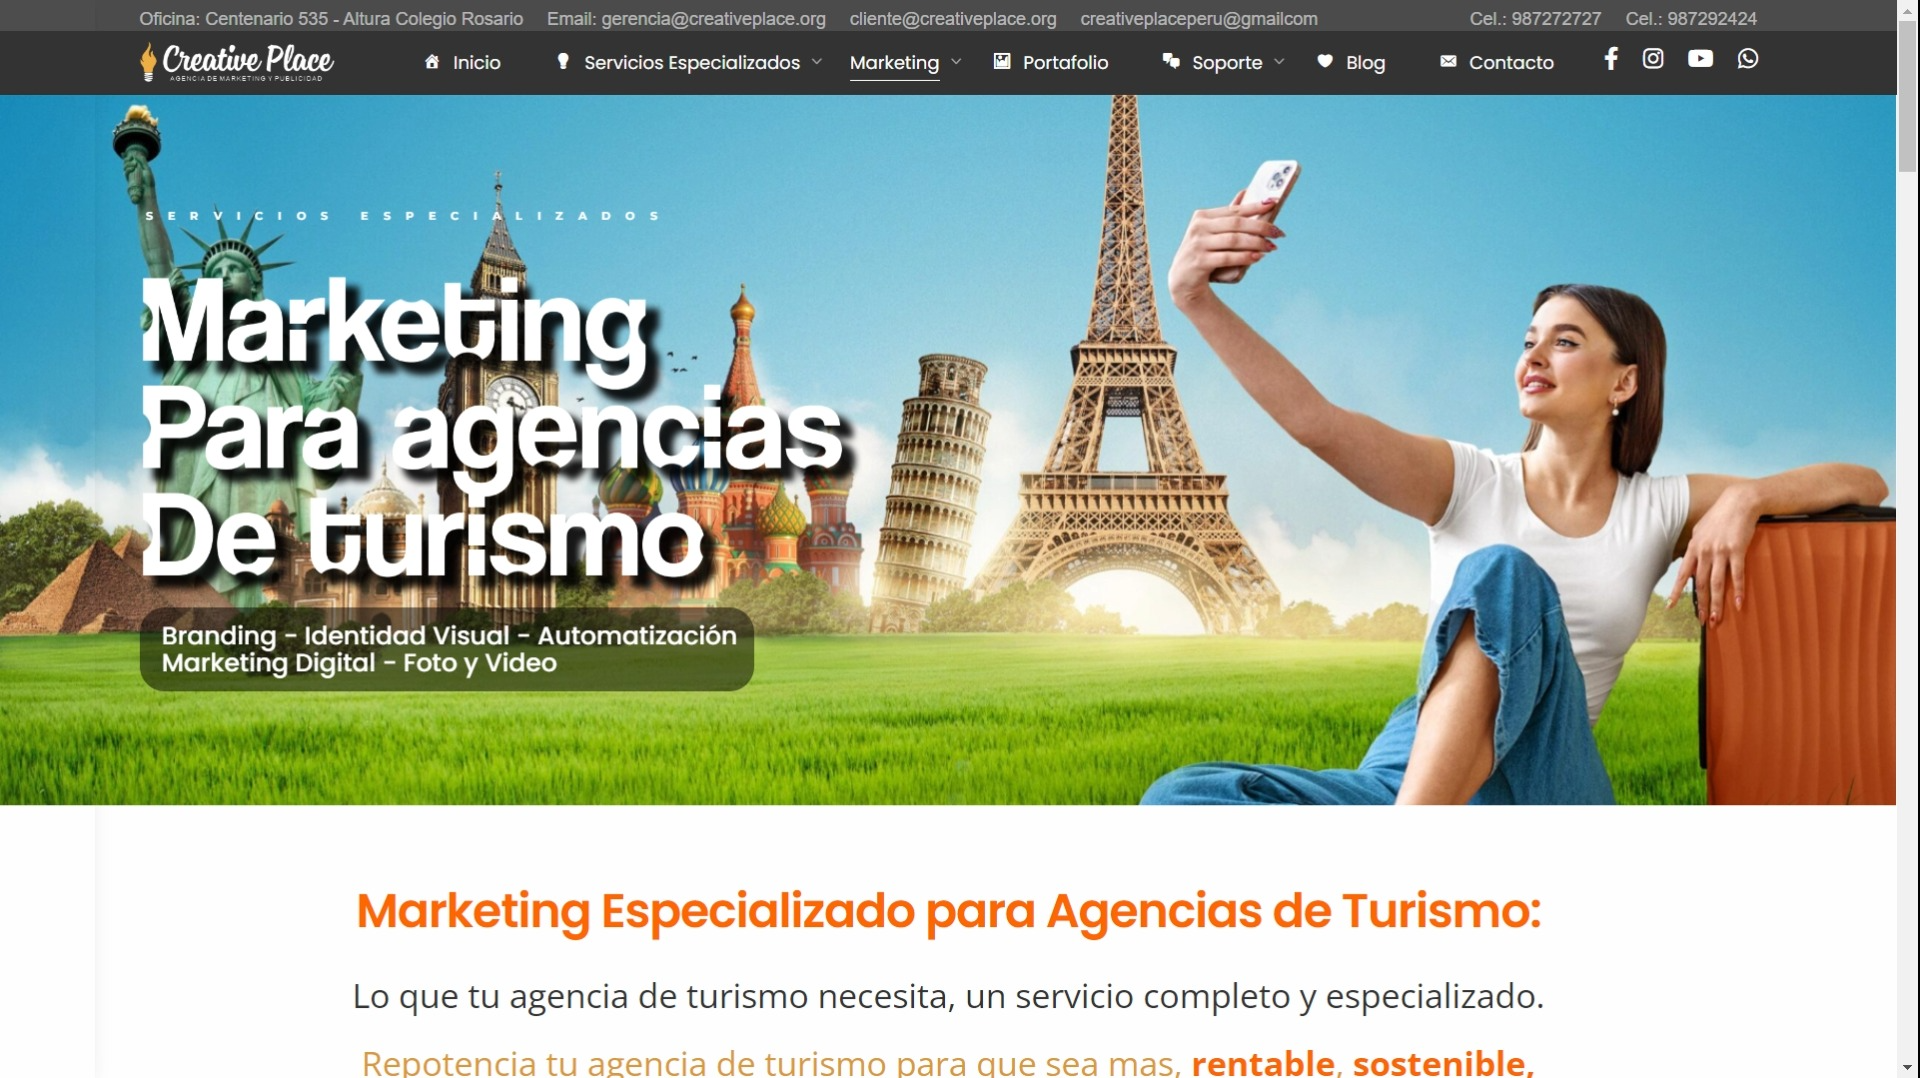 Oficina: Centenario 535 - Altura Colegio Rosario Email: gerencia@creativeplace.org cliente@creativeplace.org creativeplaceperu@gmailcom Cel.: 987272727 Cel.: 987292424
Creative Place
AGENCIA DE MARKETING Y PUBLICIDAD
Inicio Servicios Especializados Marketing Portafolio Soporte Blog Contacto
SERVICIOS ESPECIALIZADOS
Marketing
Para agencias
De turismo
Branding - Identidad Visual - Automatización
Marketing Digital - Foto y Video
Marketing Especializado para Agencias de Turismo:
Lo que tu agencia de turismo necesita, un servicio completo y especializado.
Repotencia tu agencia de turismo para que sea mas, rentable, sostenible,